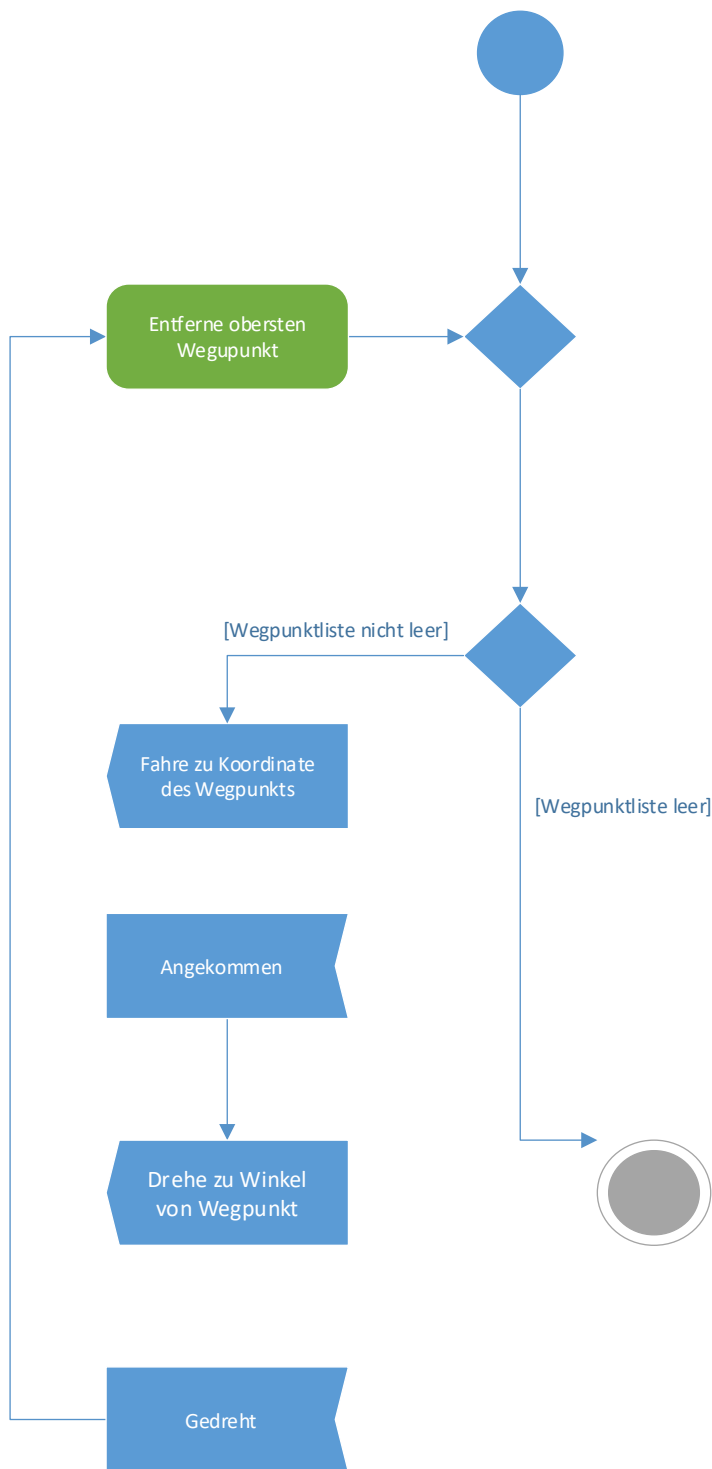 Entferne obersten
Wegupunkt
[Wegpunktliste nicht leer]
Fahre zu Koordinate
des Wegpunkts
[Wegpunktliste leer]
Angekommen
Drehe zu Winkel
von Wegpunkt
Gedreht